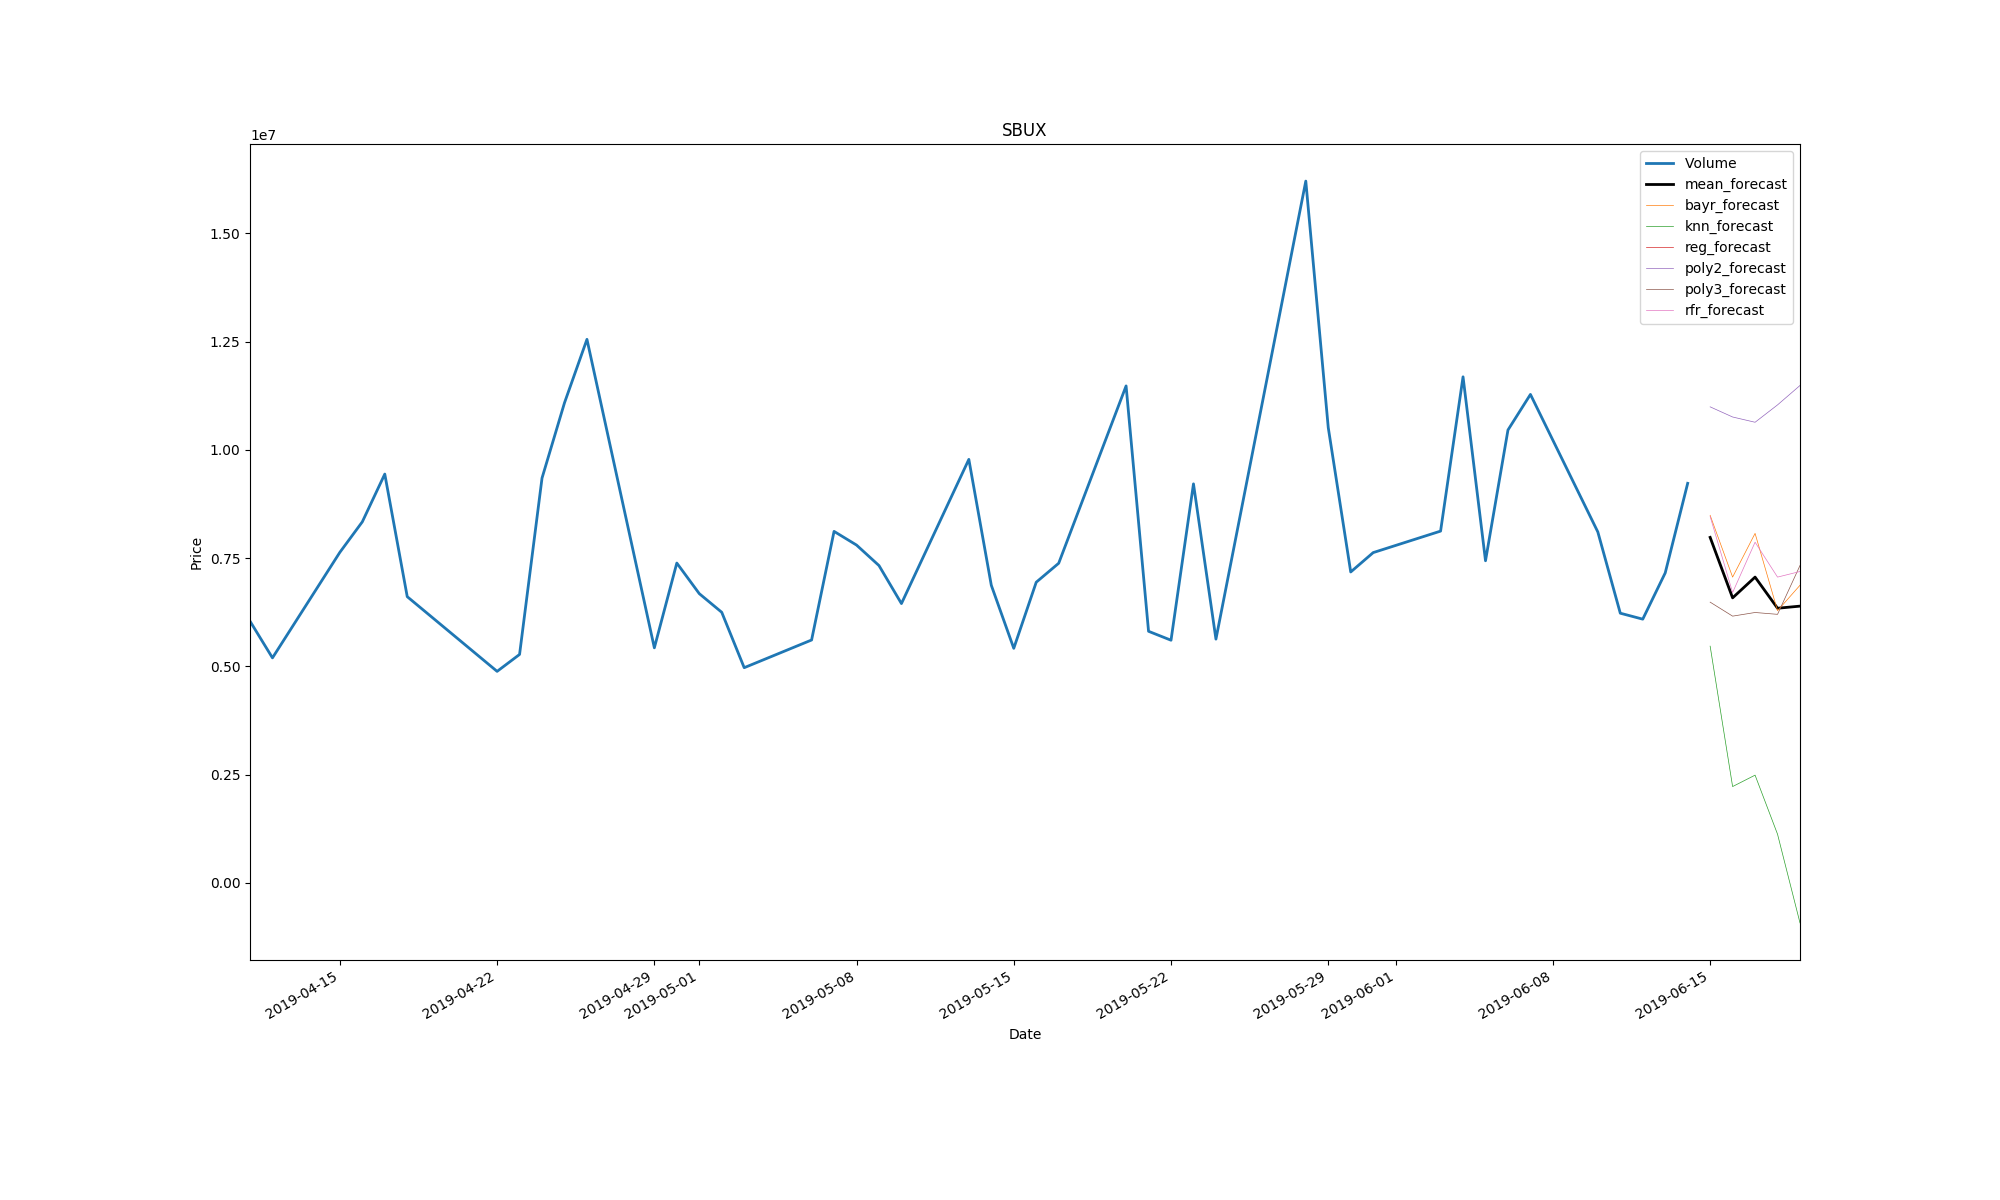 SBUX
1e7
Volume
mean_forecast
bayr_forecast
knn_forecast
reg_forecast
poly2_forecast
poly3_forecast
rfr_forecast
1.50
1.25
1.00
0.75
0.50
0.25
0.00
Price
2019-04-15
2019-04-22
2019-04-29
2019-05-01
2019-05-08
2019-05-15
2019-05-22
2019-05-29
2019-06-01
2019-06-08
2019-06-15
Date